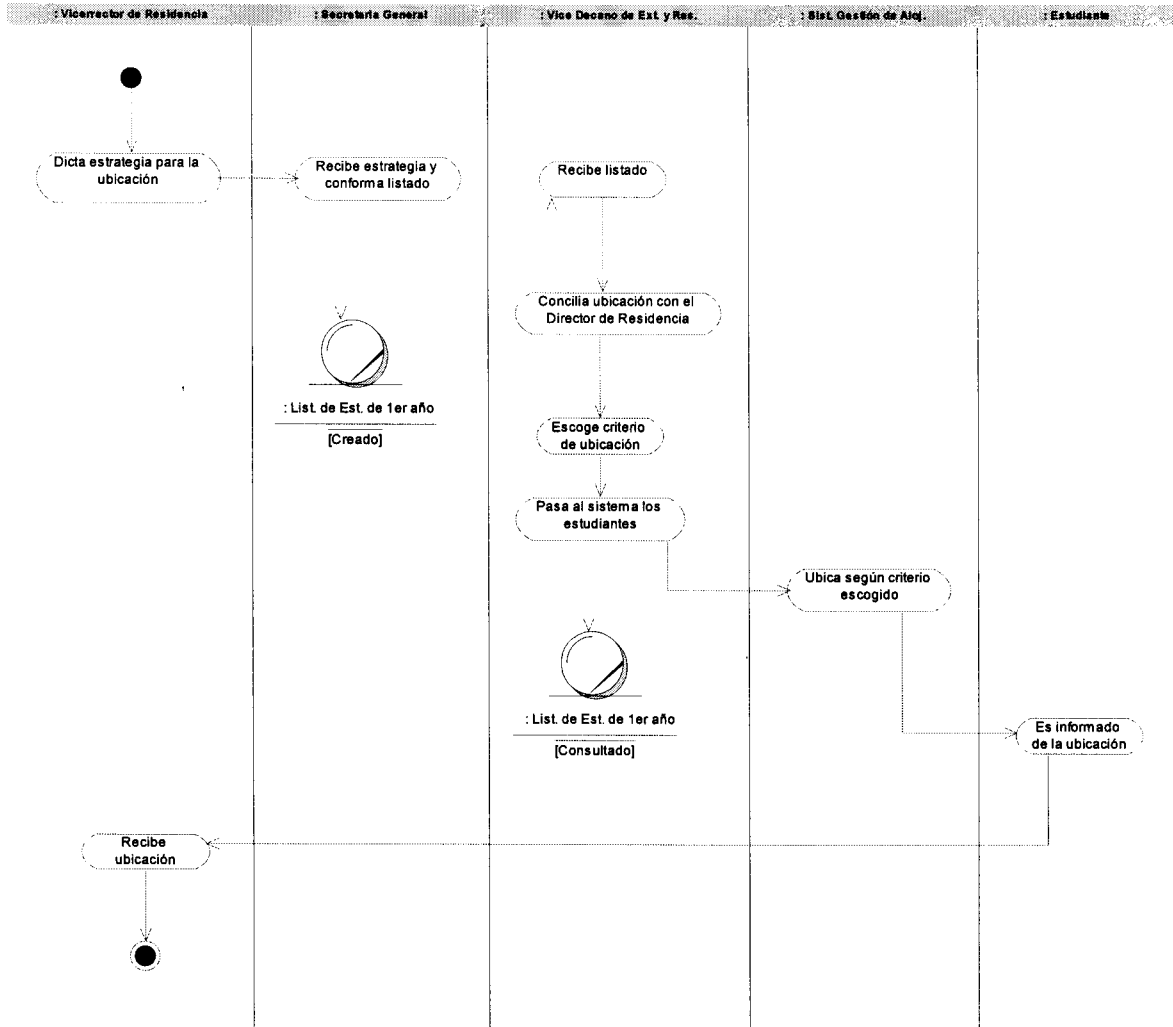 : Vicerrector de Residencia
: Secretaria General
: Vice Decano de Ext. y Res.
: Sist. Gestión de Aloj.
: Estudiante
Dicta estrategia para la
ubicación
Recibe estrategia y
conforma listado
Recibe listado
Concilia ubicación con el
Director de Residencia
: List. de Est. de 1er año
[Creado]
Escoge criterio
de ubicación
Pasa al sistema los
estudiantes
Ubica según criterio
escogido
: List. de Est. de 1er año
[Consultado]
Es informado
de la ubicación
Recibe
ubicación